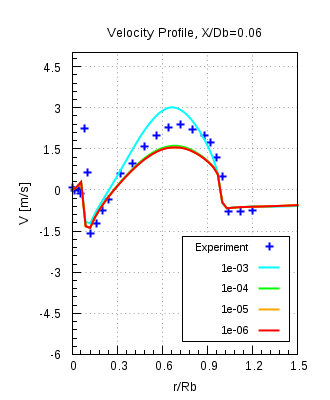 Velocity Profile, X/Db=0.06
4.5
3
1.5
0
-1.5
-3
-4.5
-6
V [m/s]
Experiment
1e-03
1e-04
1e-05
1e-06
0 0.3 0.6 0.9 1.2 1.5
r/Rb